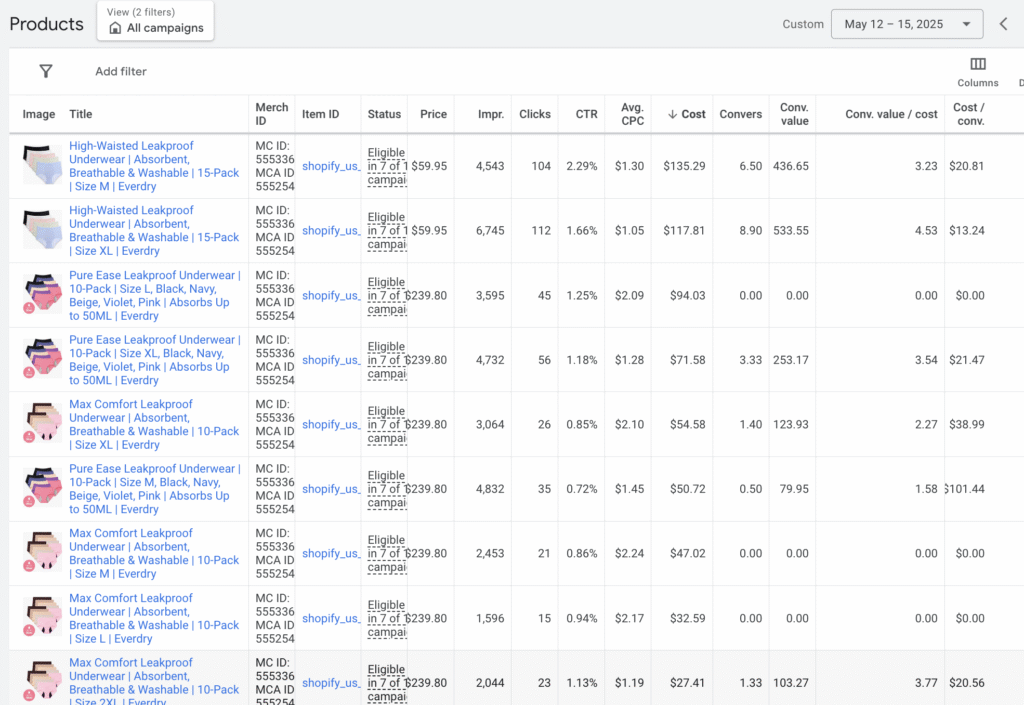 Products
View (2 filters)
All campaigns
Custom
May 12 – 15, 2025
Add filter
Columns
Image Title Merch ID Item ID Status Price Impr. Clicks CTR Avg. CPC ↓ Cost Convers Conv. value Conv. value / cost Cost / conv.
High-Waisted Leakproof
Underwear | Absorbent,
Breathable & Washable | 15-Pack
| Size M | Everdry
MC ID:
555336
MCA ID
555254
shopify_us_
Eligible
in 7 of 1
campai
$59.95 4,543 104 2.29% $1.30 $135.29 6.50 436.65 3.23 $20.81
High-Waisted Leakproof
Underwear | Absorbent,
Breathable & Washable | 15-Pack
| Size XL | Everdry
MC ID:
555336
MCA ID
555254
shopify_us_
Eligible
in 7 of 1
campai
$59.95 6,745 112 1.66% $1.05 $117.81 8.90 533.55 4.53 $13.24
Pure Ease Leakproof Underwear |
10-Pack | Size L, Black, Navy,
Beige, Violet, Pink | Absorbs Up
to 50ML | Everdry
MC ID:
555336
MCA ID
555254
shopify_us_
Eligible
in 7 of 1
campai
$239.80 3,595 45 1.25% $2.09 $94.03 0.00 0.00 0.00 $0.00
Pure Ease Leakproof Underwear |
10-Pack | Size XL, Black, Navy,
Beige, Violet, Pink | Absorbs Up
to 50ML | Everdry
MC ID:
555336
MCA ID
555254
shopify_us_
Eligible
in 7 of 1
campai
$239.80 4,732 56 1.18% $1.28 $71.58 3.33 253.17 3.54 $21.47
Max Comfort Leakproof
Underwear | Absorbent,
Breathable & Washable | 10-Pack
| Size XL | Everdry
MC ID:
555336
MCA ID
555254
shopify_us_
Eligible
in 7 of 1
campai
$239.80 3,064 26 0.85% $2.10 $54.58 1.40 123.93 2.27 $38.99
Pure Ease Leakproof Underwear |
10-Pack | Size M, Black, Navy,
Beige, Violet, Pink | Absorbs Up
to 50ML | Everdry
MC ID:
555336
MCA ID
555254
shopify_us_
Eligible
in 7 of 1
campai
$239.80 4,832 35 0.72% $1.45 $50.72 0.50 79.95 1.58 $101.44
Max Comfort Leakproof
Underwear | Absorbent,
Breathable & Washable | 10-Pack
| Size M | Everdry
MC ID:
555336
MCA ID
555254
shopify_us_
Eligible
in 7 of 1
campai
$239.80 2,453 21 0.86% $2.24 $47.02 0.00 0.00 0.00 $0.00
Max Comfort Leakproof
Underwear | Absorbent,
Breathable & Washable | 10-Pack
| Size L | Everdry
MC ID:
555336
MCA ID
555254
shopify_us_
Eligible
in 7 of 1
campai
$239.80 1,596 15 0.94% $2.17 $32.59 0.00 0.00 0.00 $0.00
Max Comfort Leakproof
Underwear | Absorbent,
Breathable & Washable | 10-Pack
| Size 2XL | Everdry
MC ID:
555336
MCA ID
555254
shopify_us_
Eligible
in 7 of 1
campai
$239.80 2,044 23 1.13% $1.19 $27.41 1.33 103.27 3.77 $20.56